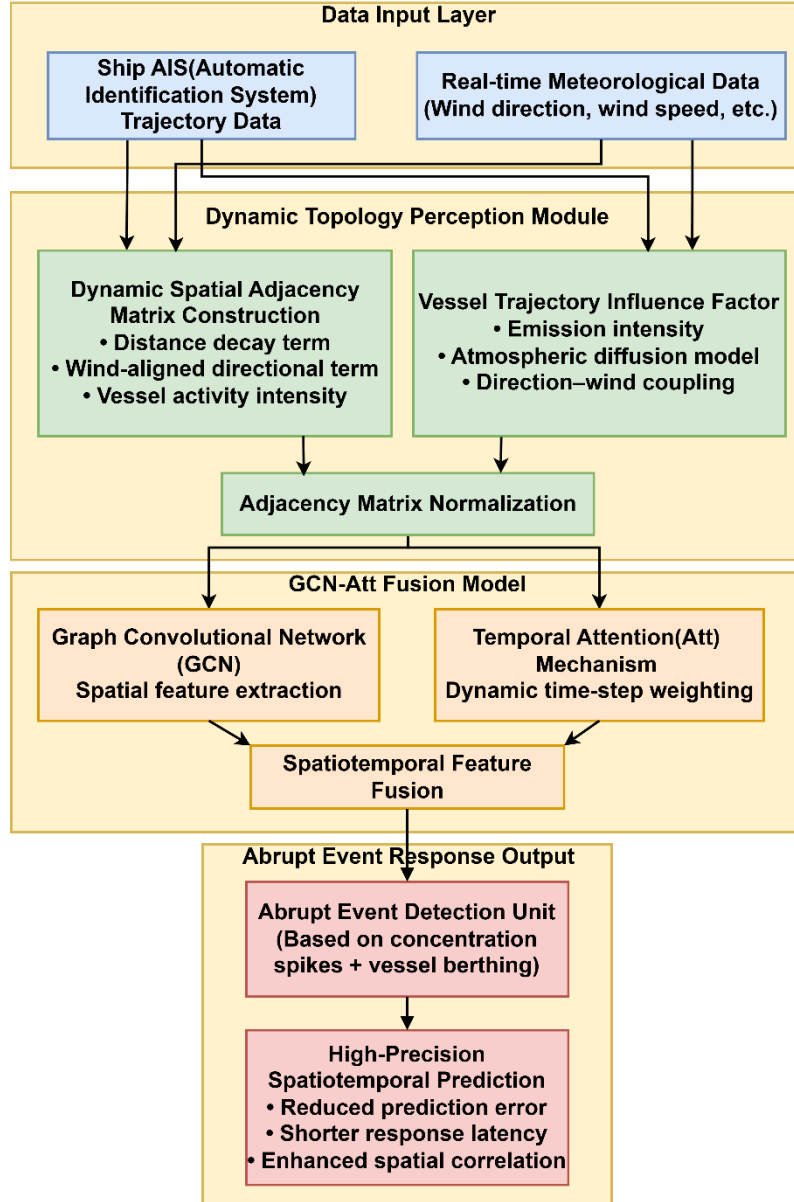 Data Input Layer
Ship AIS(Automatic
Identification System)
Trajectory Data
Real-time Meteorological Data
(Wind direction, wind speed, etc.)
Dynamic Topology Perception Module
Dynamic Spatial Adjacency
Matrix Construction
• Distance decay term
• Wind-aligned directional term
• Vessel activity intensity
Vessel Trajectory Influence Factor
• Emission intensity
• Atmospheric diffusion model
• Direction–wind coupling
Adjacency Matrix Normalization
GCN-Att Fusion Model
Graph Convolutional Network
(GCN)
Spatial feature extraction
Temporal Attention(Att)
Mechanism
Dynamic time-step weighting
Spatiotemporal Feature
Fusion
Abrupt Event Response Output
Abrupt Event Detection Unit
(Based on concentration
spikes + vessel berthing)
High-Precision
Spatiotemporal Prediction
• Reduced prediction error
• Shorter response latency
• Enhanced spatial correlation